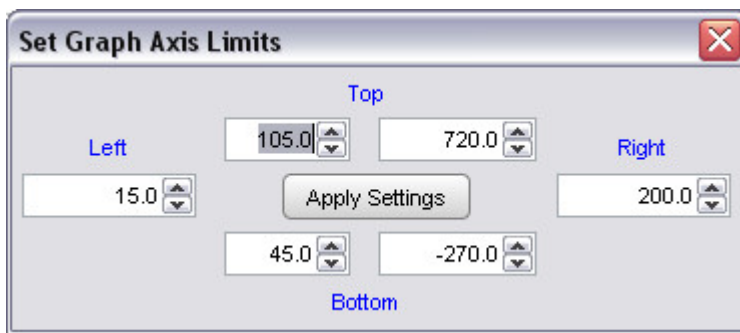 Set Graph Axis Limits
Top
105.0 720.0
Left Right
15.0 Apply Settings 200.0
45.0 -270.0
Bottom